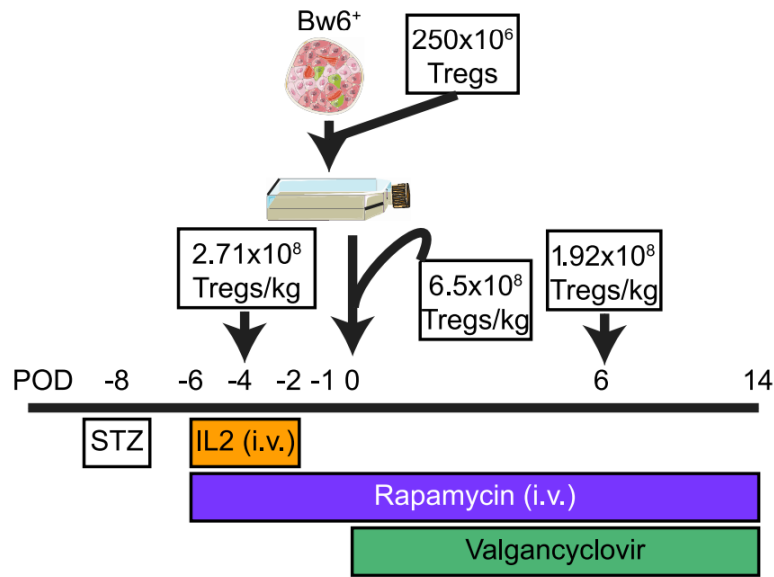 Bw6⁺
250x10⁶
Tregs
2.71x10⁸
Tregs/kg
6.5x10⁸
Tregs/kg
1.92x10⁸
Tregs/kg
POD -8 -6 -4 -2 -1 0 6 14
STZ
IL2 (i.v.)
Rapamycin (i.v.)
Valgancyclovir